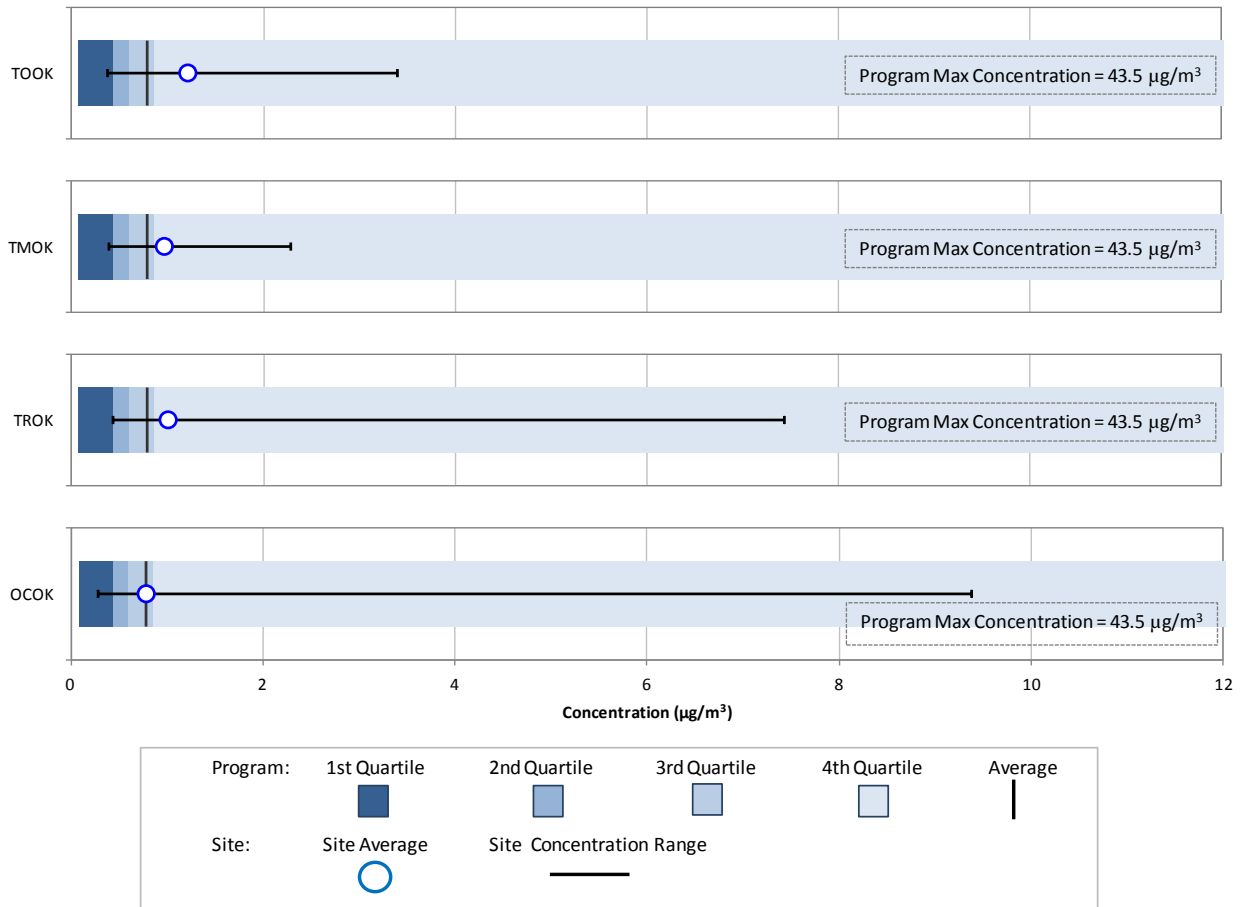 TOOK
Program Max Concentration = 43.5 µg/m³
TMOK
Program Max Concentration = 43.5 µg/m³
TROK
Program Max Concentration = 43.5 µg/m³
OCOK
Program Max Concentration = 43.5 µg/m³
0 2 4 6 8 10 12
Concentration (µg/m³)
Program: 1st Quartile 2nd Quartile 3rd Quartile 4th Quartile Average
Site: Site Average Site Concentration Range